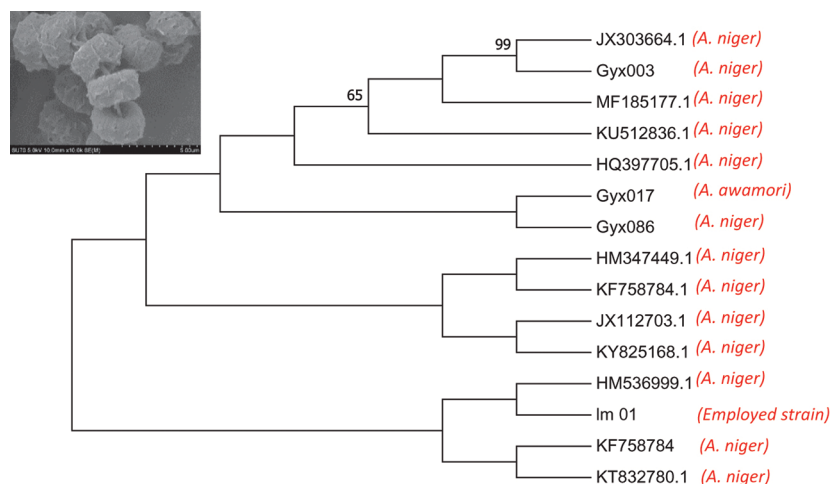 99
JX303664.1 (A. niger)
Gyx003 (A. niger)
65
MF185177.1 (A. niger)
KU512836.1 (A. niger)
HQ397705.1 (A. niger)
Gyx017 (A. awamori)
Gyx086 (A. niger)
HM347449.1 (A. niger)
KF758784.1 (A. niger)
JX112703.1 (A. niger)
KY825168.1 (A. niger)
HM536999.1 (A. niger)
lm 01 (Employed strain)
KF758784 (A. niger)
KT832780.1 (A. niger)
5.00um